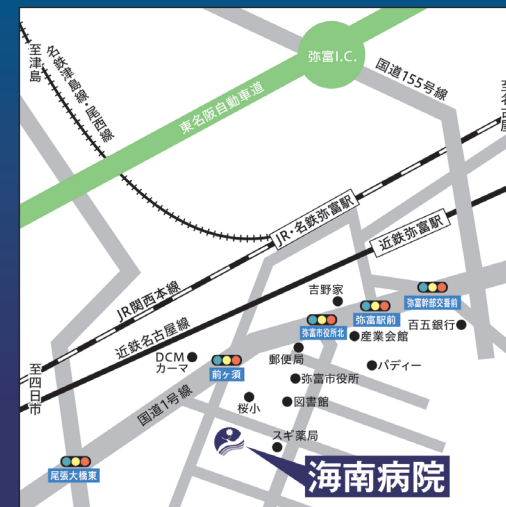 弥富I.C.
国道155号線
至津島
名鉄津島線・尾西線
東名阪自動車道
至名古屋
JR・名鉄弥富駅
近鉄弥富駅
JR関西本線
近鉄名古屋線
吉野家
弥富幹部交番前
弥富駅前
弥富市役所北
百五銀行
産業会館
DCM
カーマ
前ヶ須
郵便局
パディー
至四日市
国道1号線
弥富市役所
桜小
図書館
スギ薬局
尾張大橋東
海南病院